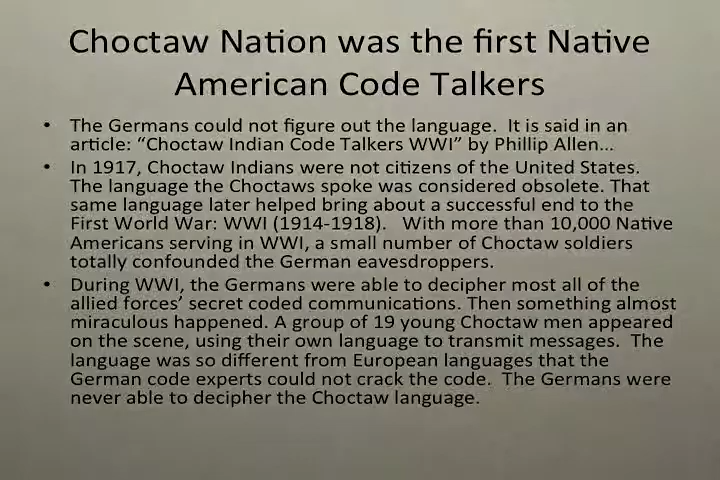 Choctaw Nation was the first Native
American Code Talkers
• The Germans could not figure out the language.  It is said in an
article: “Choctaw Indian Code Talkers WWI” by Phillip Allen…
• In 1917, Choctaw Indians were not citizens of the United States.
The language the Choctaws spoke was considered obsolete. That
same language later helped bring about a successful end to the
First World War: WWI (1914-1918).   With more than 10,000 Native
Americans serving in WWI, a small number of Choctaw soldiers
totally confounded the German eavesdroppers.
• During WWI, the Germans were able to decipher most all of the
allied forces’ secret coded communications. Then something almost
miraculous happened. A group of 19 young Choctaw men appeared
on the scene, using their own language to transmit messages.  The
language was so different from European languages that the
German code experts could not crack the code.  The Germans were
never able to decipher the Choctaw language.